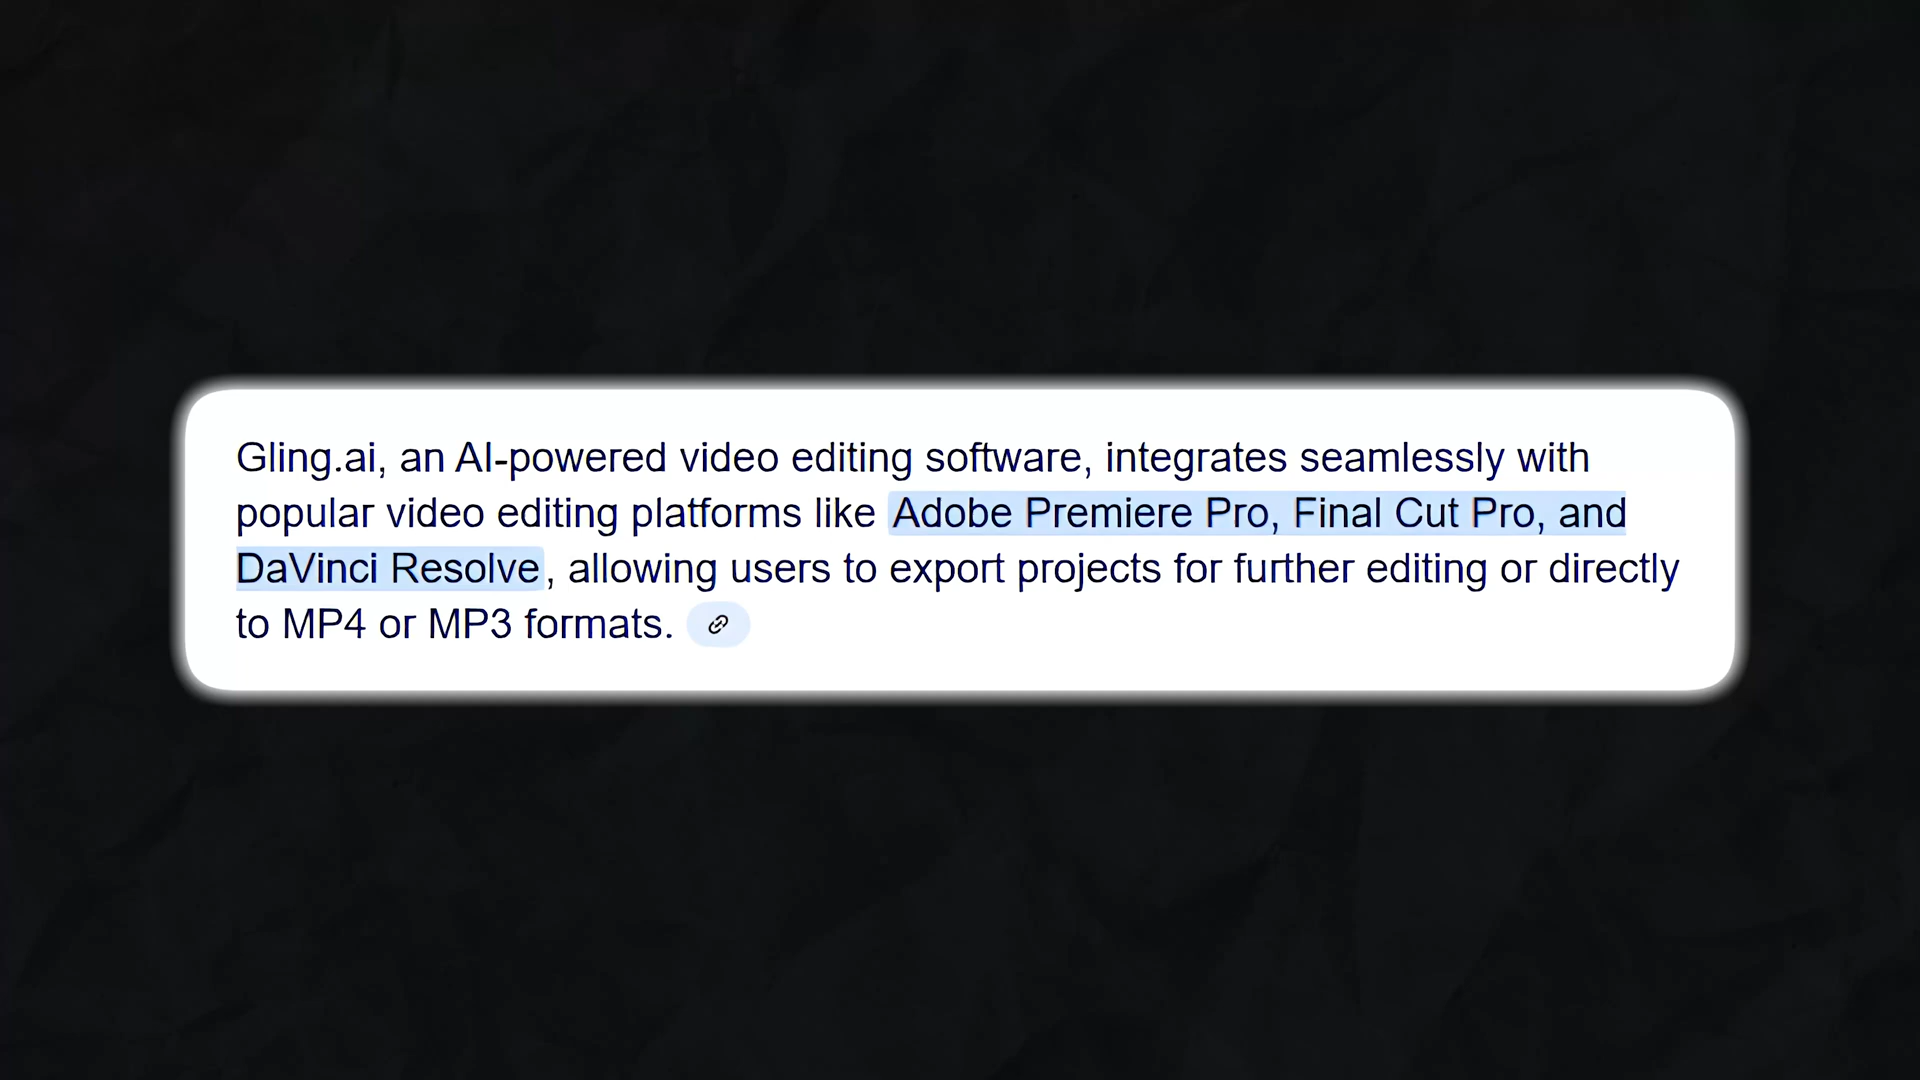 Gling.ai, an AI-powered video editing software, integrates seamlessly with
popular video editing platforms like Adobe Premiere Pro, Final Cut Pro, and
DaVinci Resolve, allowing users to export projects for further editing or directly
to MP4 or MP3 formats.